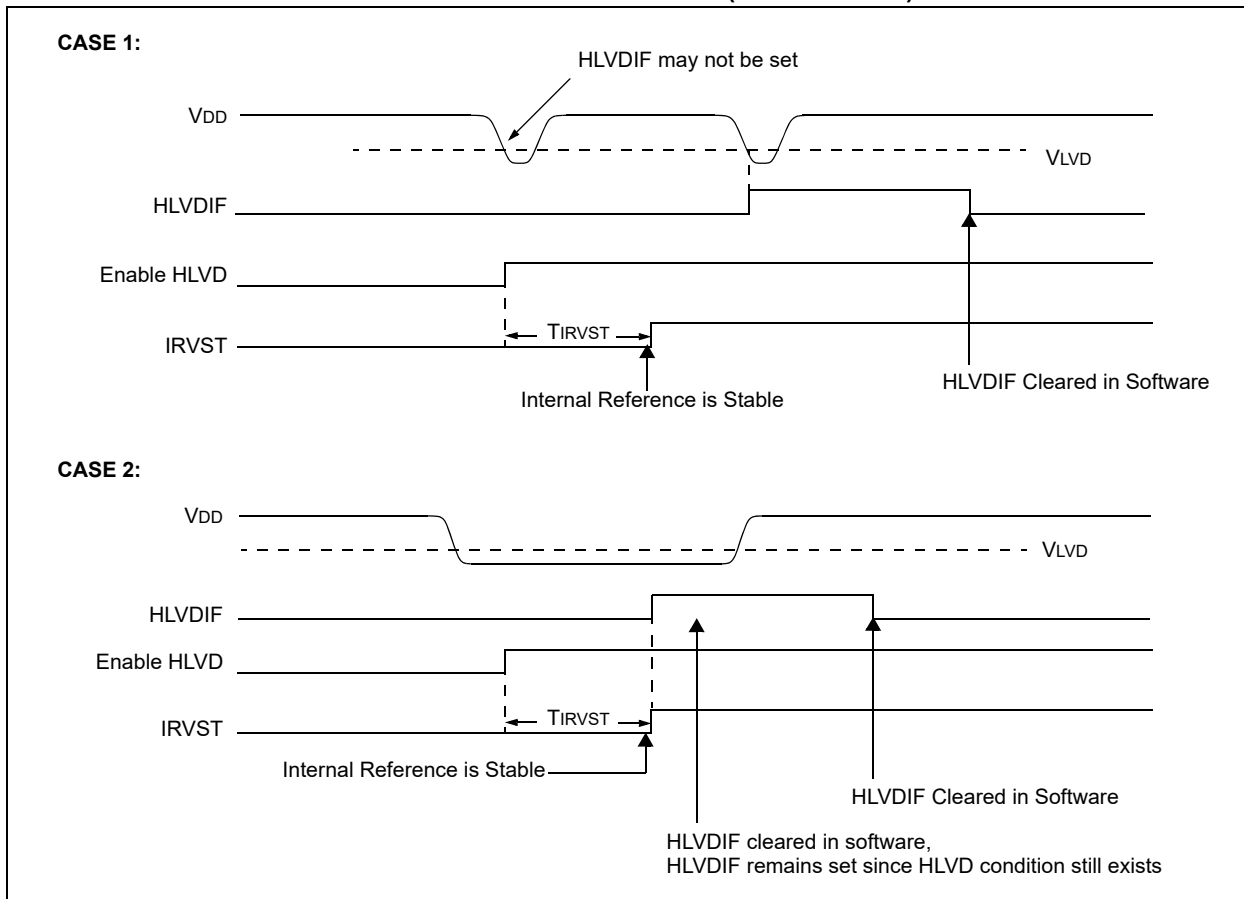 CASE 1:
HLVDIF may not be set
VDD
VLVD
HLVDIF
Enable HLVD
TIRVST
IRVST
HLVDIF Cleared in Software
Internal Reference is Stable
CASE 2:
VDD
VLVD
HLVDIF
Enable HLVD
TIRVST
IRVST
Internal Reference is Stable
HLVDIF Cleared in Software
HLVDIF cleared in software,
HLVDIF remains set since HLVD condition still exists